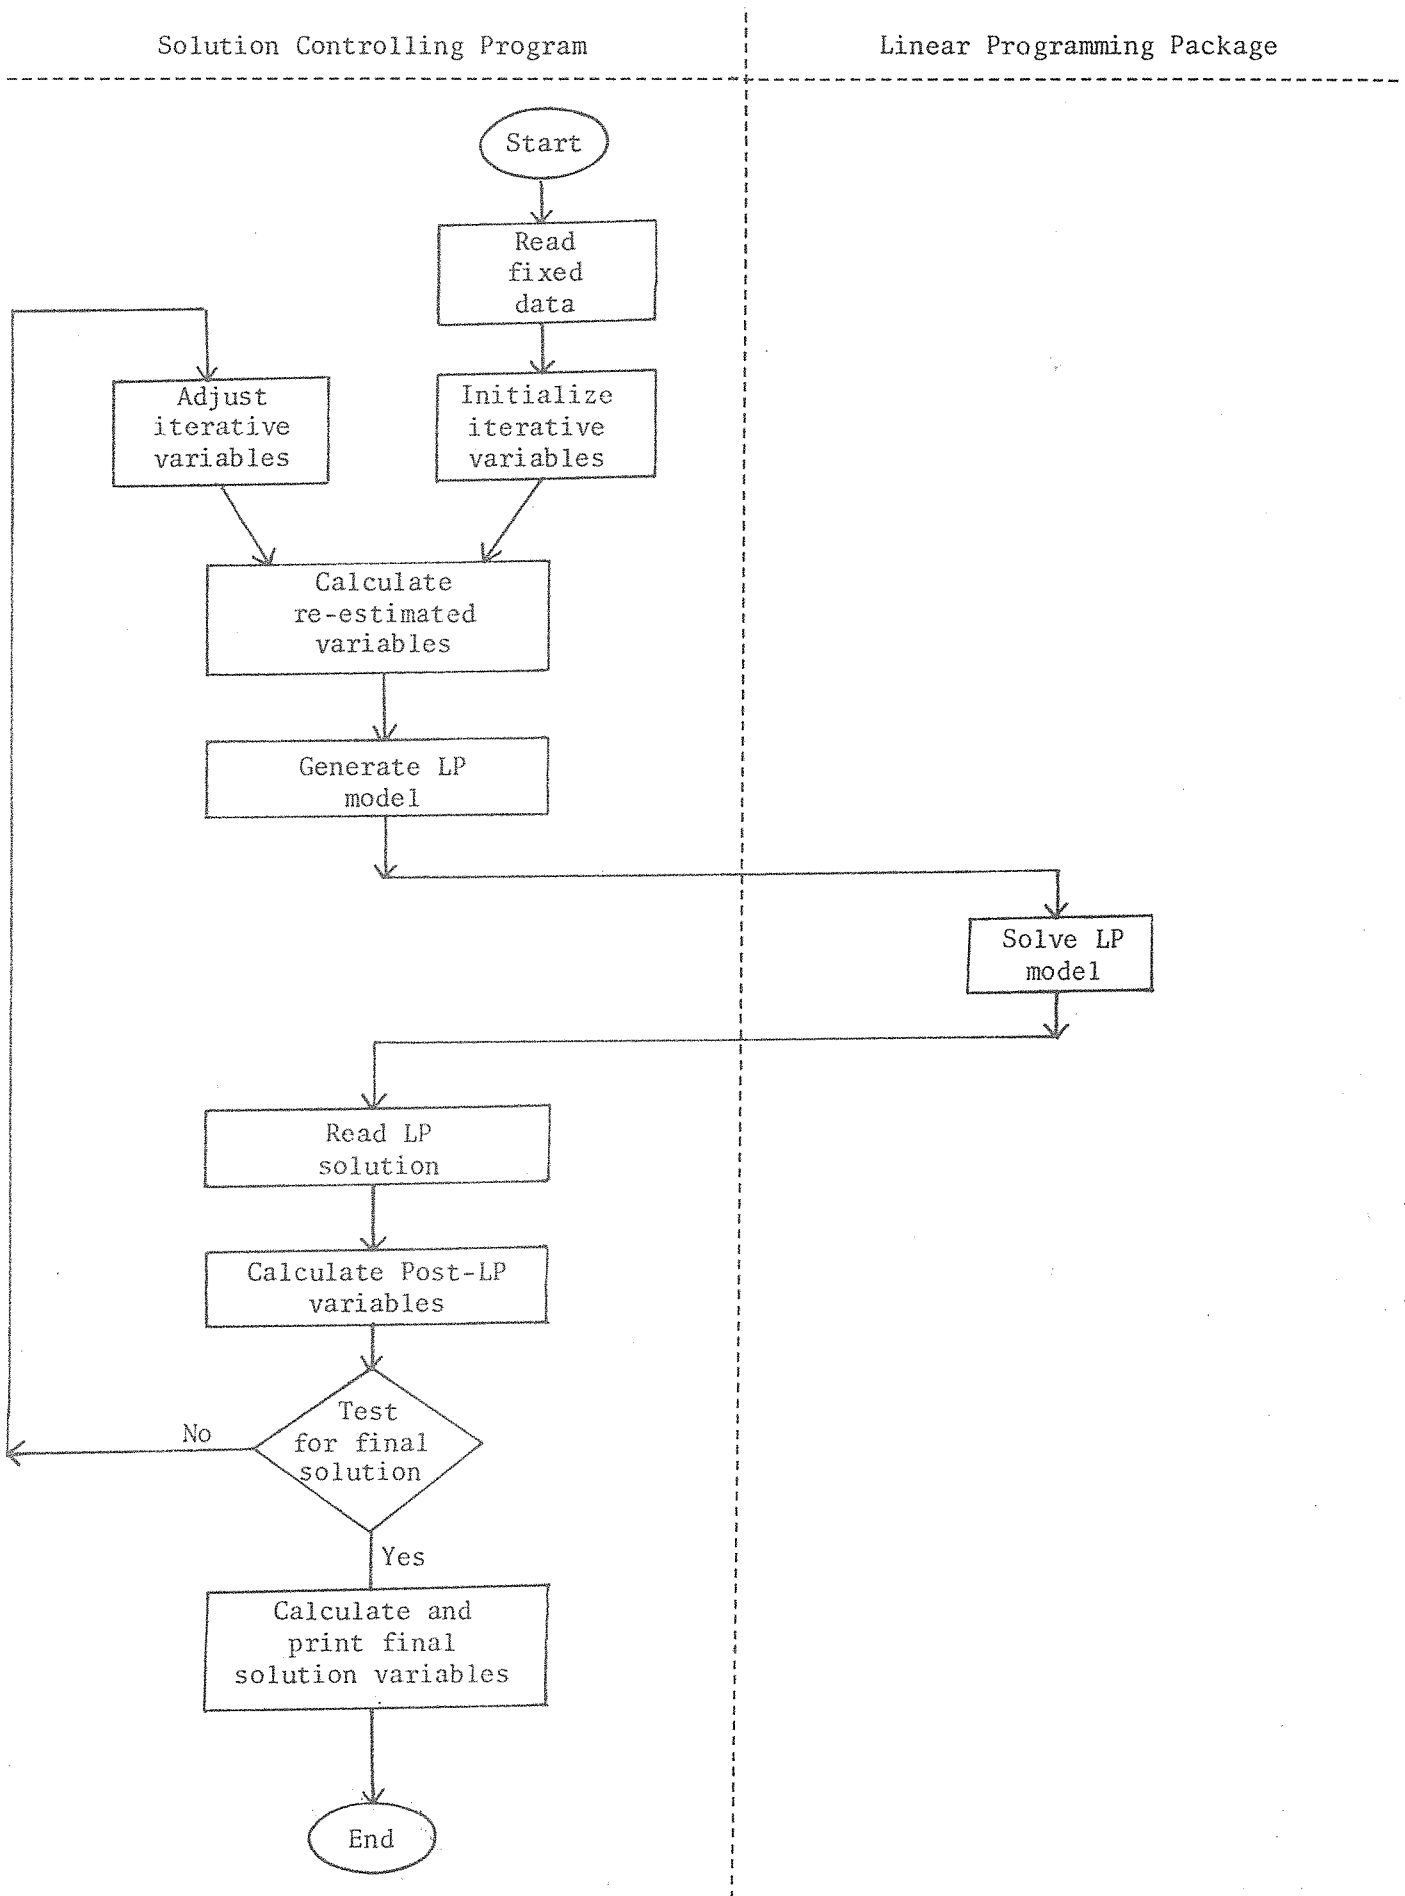 Solution Controlling Program
Linear Programming Package
Start
Read
fixed
data
Adjust
iterative
variables
Initialize
iterative
variables
Calculate
re-estimated
variables
Generate LP
model
Solve LP
model
Read LP
solution
Calculate Post-LP
variables
Test
for final
solution
No
Yes
Calculate and
print final
solution variables
End